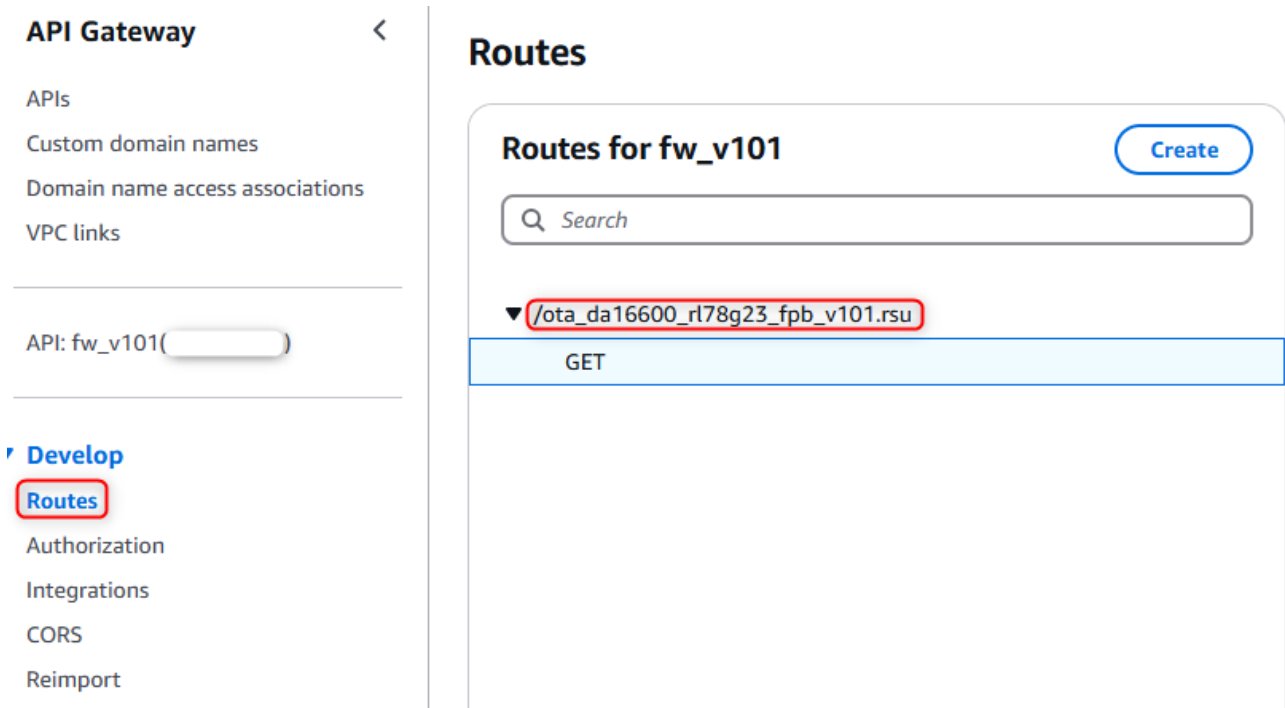 API Gateway
APIs
Custom domain names
Domain name access associations
VPC links
API: fw_v101( )
Develop
Routes
Authorization
Integrations
CORS
Reimport
Routes
Routes for fw_v101
Create
Search
/ota_da16600_rl78g23_fpb_v101.rsu
GET